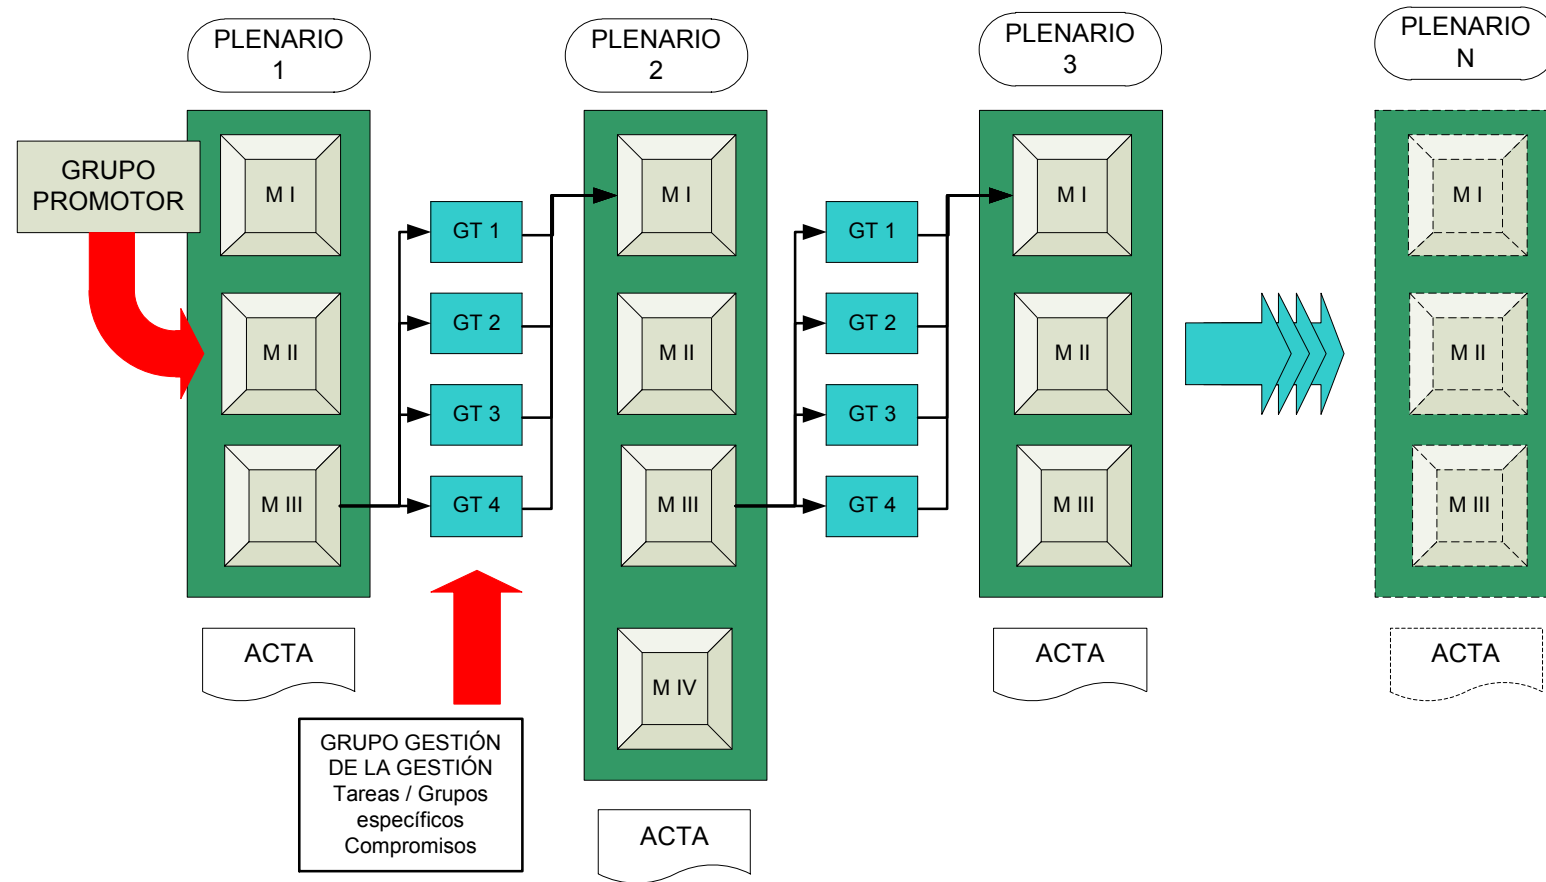 PLENARIO
1
PLENARIO
2
PLENARIO
3
PLENARIO
N
GRUPO
PROMOTOR
M I
M II
M III
GT 1
GT 2
GT 3
GT 4
M I
M II
M III
M IV
GT 1
GT 2
GT 3
GT 4
M I
M II
M III
M I
M II
M III
ACTA
GRUPO GESTIÓN
DE LA GESTIÓN
Tareas / Grupos
específicos
Compromisos
ACTA
ACTA
ACTA